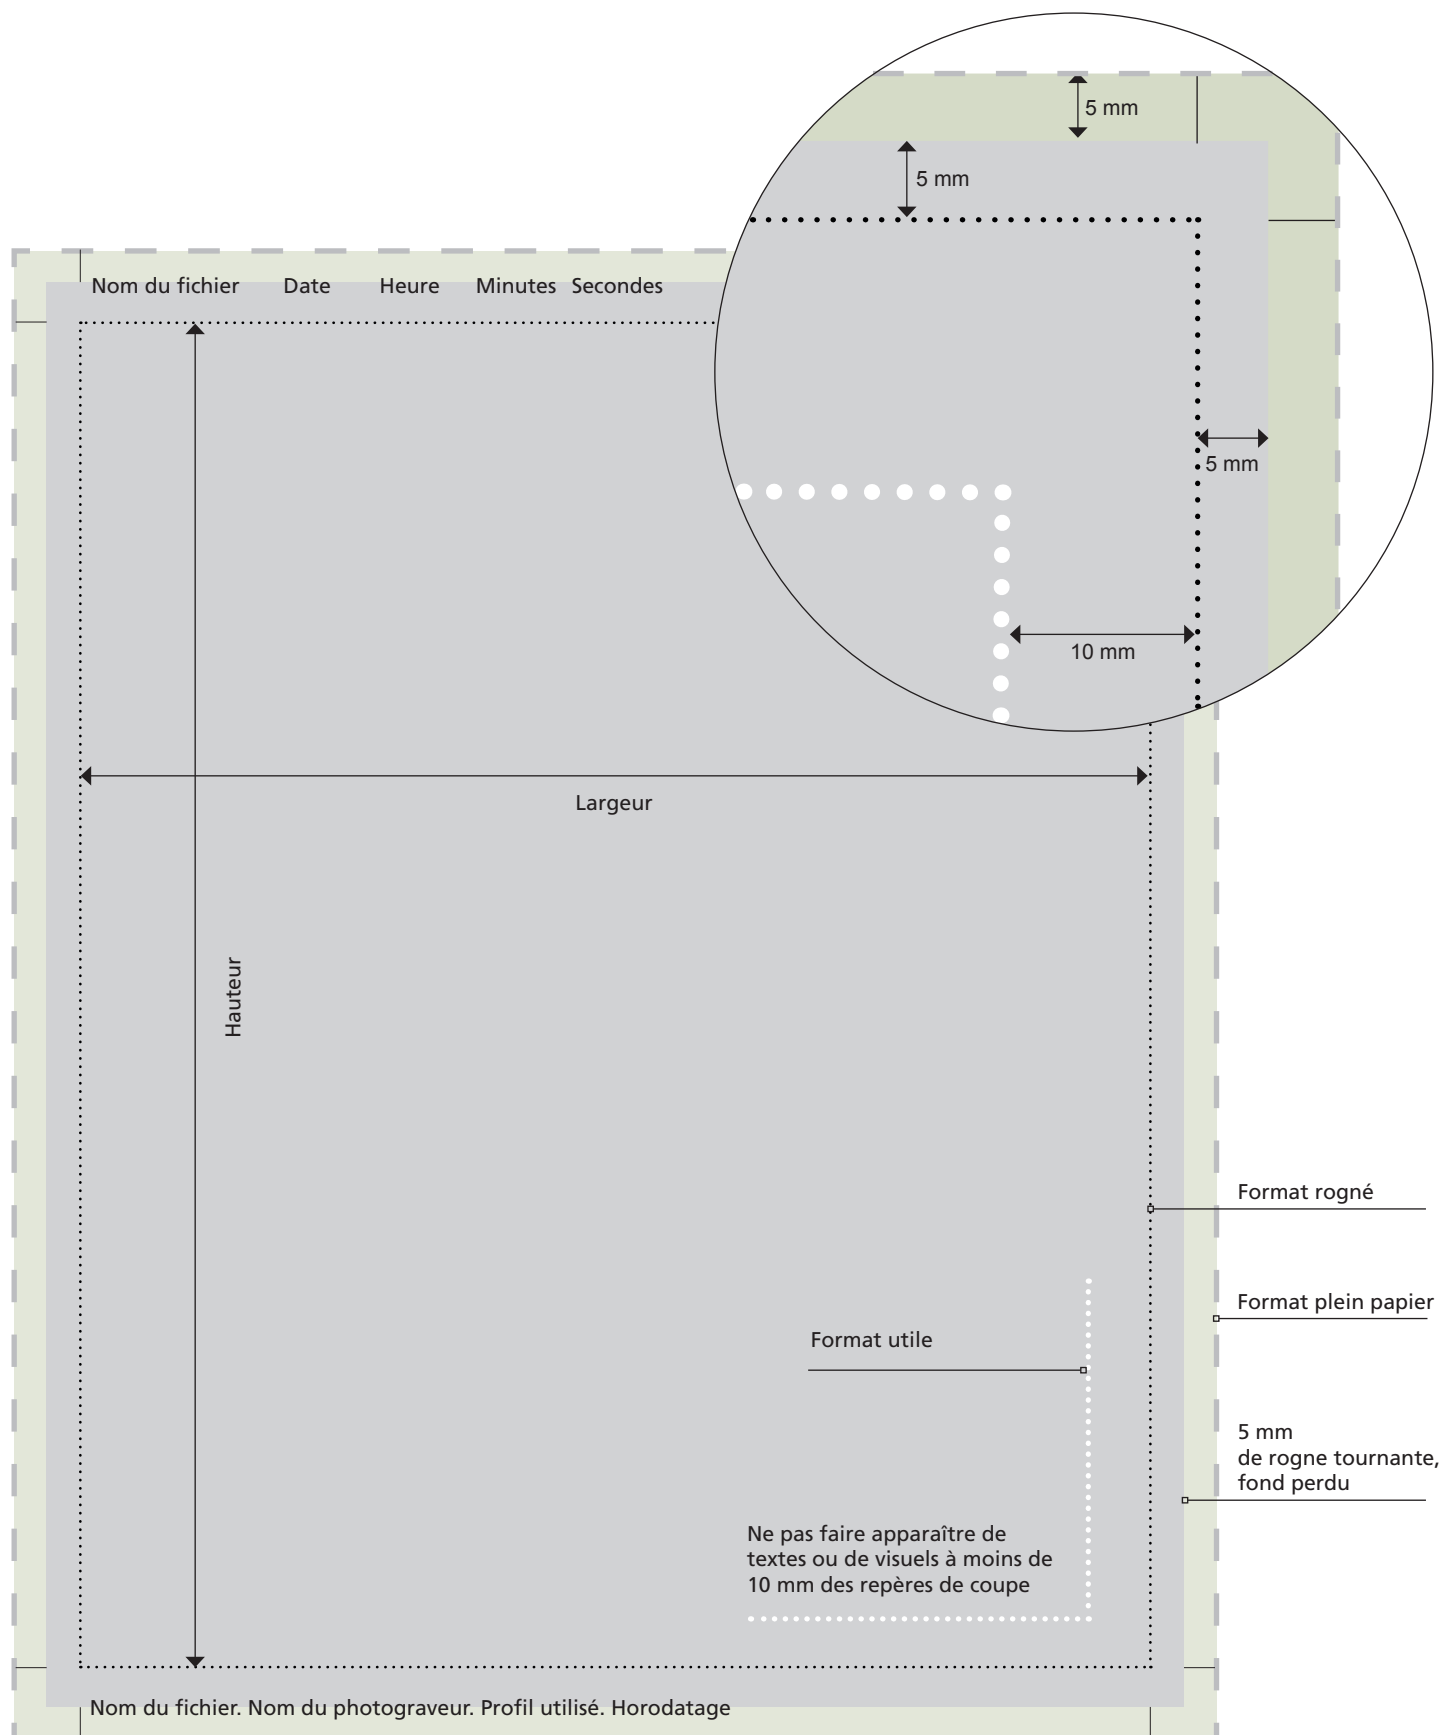 5 mm
5 mm
Nom du fichier Date Heure Minutes Secondes
5 mm
10 mm
Largeur
Hauteur
Format rogné
Format plein papier
Format utile
5 mm
de rogne tournante,
fond perdu
Ne pas faire apparaître de
textes ou de visuels à moins de
10 mm des repères de coupe
Nom du fichier. Nom du photograveur. Profil utilisé. Horodatage